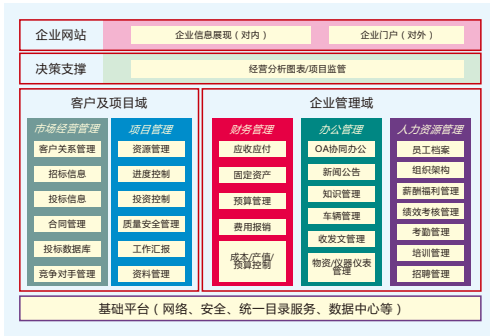 企业网站
企业信息展现（对内）
企业门户（对外）
决策支撑
经营分析图表/项目监管
客户及项目域
市场经营管理
客户关系管理
招标信息
投标信息
合同管理
投标数据库
竞争对手管理
项目管理
资源管理
进度控制
投资控制
质量安全管理
工作汇报
资料管理
企业管理域
财务管理
应收应付
固定资产
预算管理
费用报销
成本/产值/
预算控制
办公管理
OA协同办公
新闻公告
知识管理
车辆管理
收发文管理
物资/仪器仪表
管理
人力资源管理
员工档案
组织架构
薪酬福利管理
绩效考核管理
考勤管理
培训管理
招聘管理
基础平台（网络、安全、统一目录服务、数据中心等）